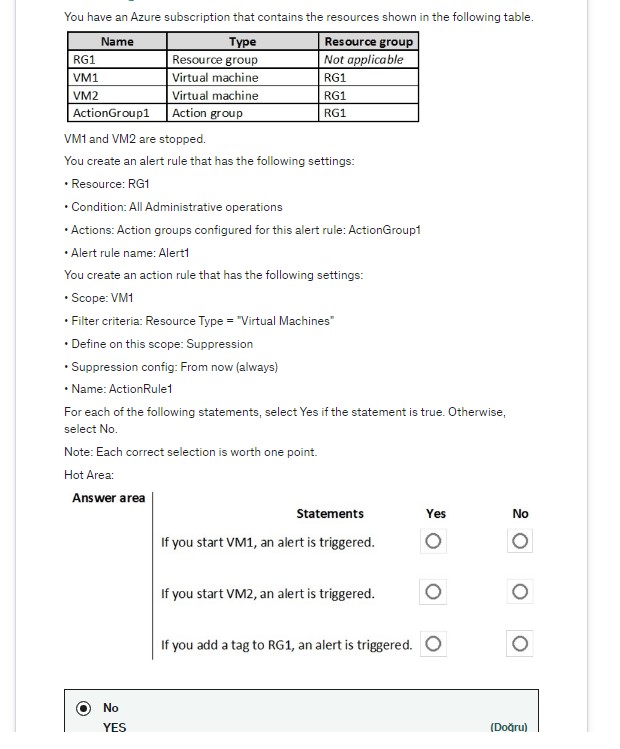 You have an Azure subscription that contains the resources shown in the following table.
Name Type Resource group
RG1 Resource group Not applicable
VM1 Virtual machine RG1
VM2 Virtual machine RG1
ActionGroup1 Action group RG1
VM1 and VM2 are stopped.
You create an alert rule that has the following settings:
• Resource: RG1
• Condition: All Administrative operations
• Actions: Action groups configured for this alert rule: ActionGroup1
• Alert rule name: Alert1
You create an action rule that has the following settings:
• Scope: VM1
• Filter criteria: Resource Type = "Virtual Machines"
• Define on this scope: Suppression
• Suppression config: From now (always)
• Name: ActionRule1
For each of the following statements, select Yes if the statement is true. Otherwise,
select No.
Note: Each correct selection is worth one point.
Hot Area:
Answer area
Statements Yes No
If you start VM1, an alert is triggered.
If you start VM2, an alert is triggered.
If you add a tag to RG1, an alert is triggered.
No
YES (Doğru)